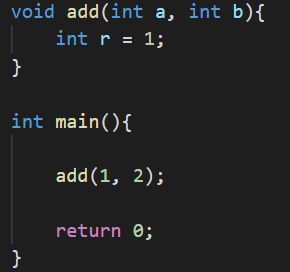 void add(int a, int b){
    int r = 1;
}
int main(){
    add(1, 2);
    return 0;
}